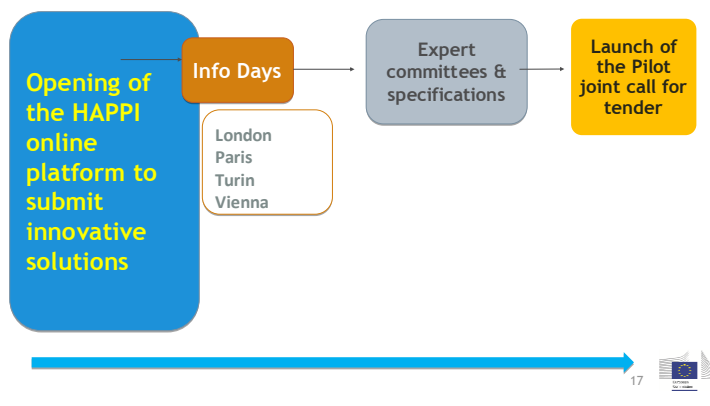 Opening of
the HAPPI
online
platform to
submit
innovative
solutions
Info Days
London
Paris
Turin
Vienna
Expert
committees &
specifications
Launch of
the Pilot
joint call for
tender
17